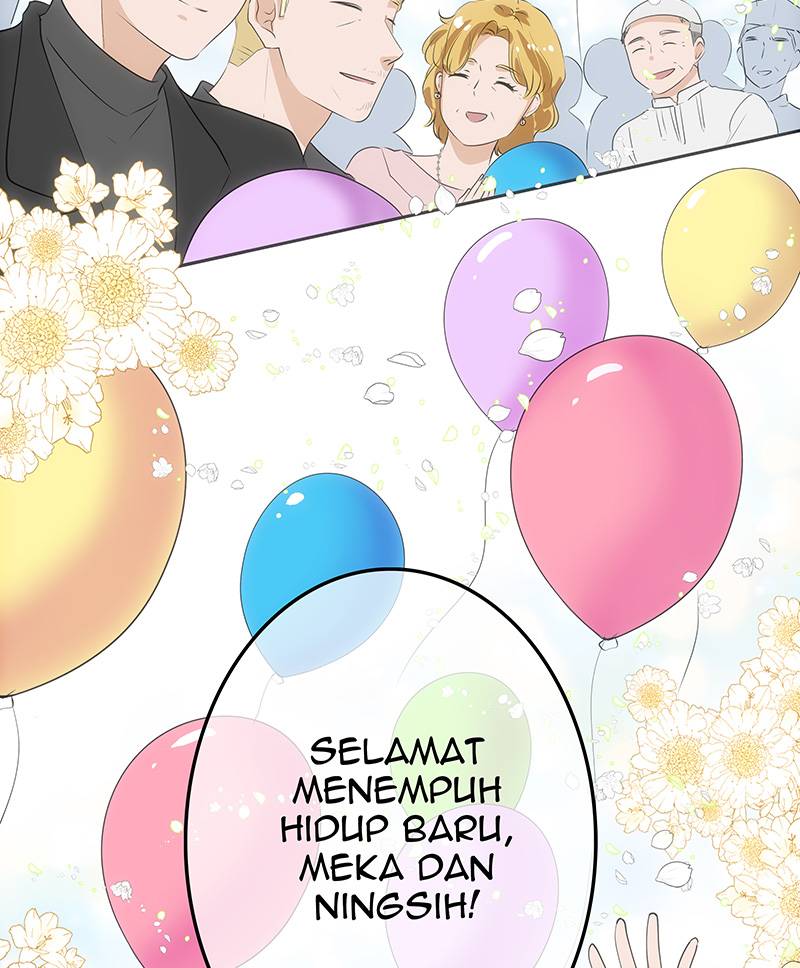 SELAMAT
MENEMPUH
HIDUP BARU,
MEKA DAN
NINGSIH!